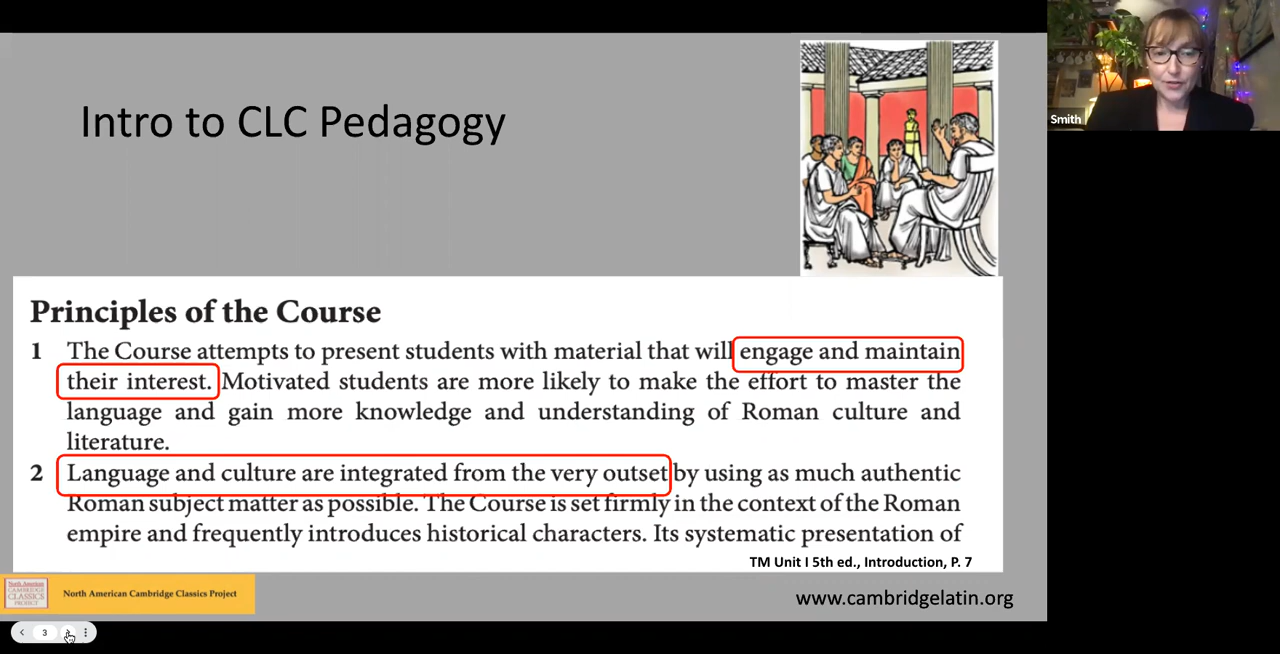 Intro to CLC Pedagogy
Smith
Principles of the Course
1 The Course attempts to present students with material that will engage and maintain
their interest. Motivated students are more likely to make the effort to master the
language and gain more knowledge and understanding of Roman culture and
literature.
2 Language and culture are integrated from the very outset by using as much authentic
Roman subject matter as possible. The Course is set firmly in the context of the Roman
empire and frequently introduces historical characters. Its systematic presentation of
TM Unit I 5th ed., Introduction, P. 7
North American
CAMBRIDGE
CLASSICS
PROJECT
North American Cambridge Classics Project
www.cambridgelatin.org
3